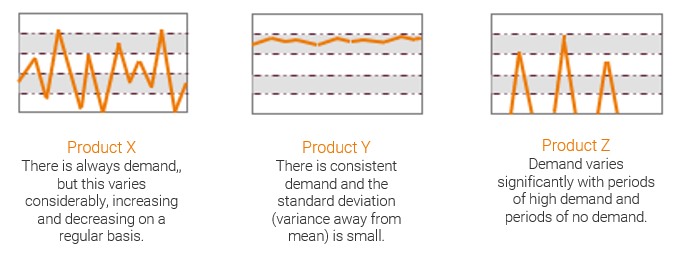 Product X
There is always demand,,
but this varies
considerably, increasing
and decreasing on a
regular basis.
Product Y
There is consistent
demand and the
standard deviation
(variance away from
mean) is small.
Product Z
Demand varies
significantly with periods
of high demand and
periods of no demand.